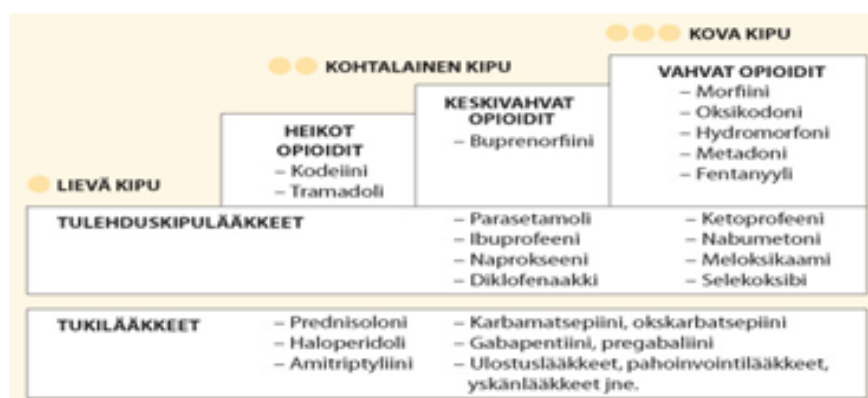 KOVA KIPU
KOHTALAINEN KIPU
VAHVAT OPIOIDIT
– Morfiini
– Oksikodoni
– Hydromorfoni
– Metadoni
– Fentanyyli
KESKIVAHVAT
OPIOIDIT
– Buprenorfiini
HEIKOT
OPIOIDIT
– Kodeiini
– Tramadoli
LIEVÄ KIPU
TULEHDUSKIPULÄÄKKEET
– Parasetamoli
– Ibuprofeeni
– Naprokseeni
– Diklofenaakki
– Ketoprofeeni
– Nabumetoni
– Meloksikaami
– Selekoksibi
TUKILÄÄKKEET
– Prednisoloni
– Haloperidoli
– Amitriptyliini
– Karbamatsepiini, okskarbatsepiini
– Gabapentiini, pregabaliini
– Ulostuslääkkeet, pahoinvointilääkkeet,
yskänlääkkeet jne.